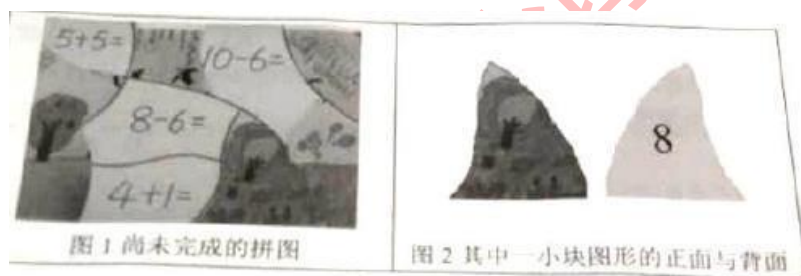 5+5=
10-6=
8-6=
4+1=
8
图1 尚未完成的拼图
图2 其中一小块图形的正面与背面